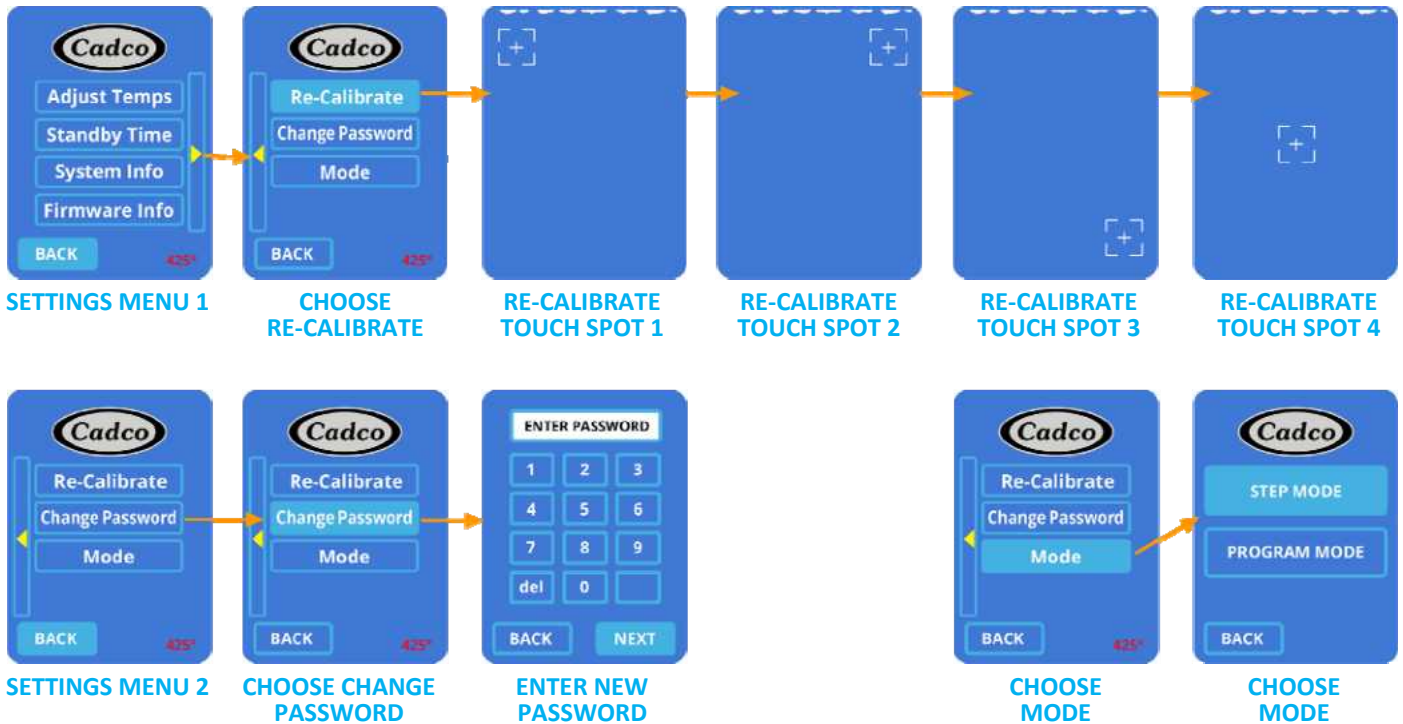 Cadco
Adjust Temps
Standby Time
System Info
Firmware Info
BACK
425°
SETTINGS MENU 1
Cadco
Re-Calibrate
Change Password
Mode
BACK
425°
CHOOSE
RE-CALIBRATE
RE-CALIBRATE
TOUCH SPOT 1
RE-CALIBRATE
TOUCH SPOT 2
RE-CALIBRATE
TOUCH SPOT 3
RE-CALIBRATE
TOUCH SPOT 4
Cadco
Re-Calibrate
Change Password
Mode
BACK
425°
SETTINGS MENU 2
Cadco
Re-Calibrate
Change Password
Mode
BACK
425°
CHOOSE CHANGE
PASSWORD
ENTER PASSWORD
1 2 3
4 5 6
7 8 9
del 0
BACK NEXT
ENTER NEW
PASSWORD
Cadco
Re-Calibrate
Change Password
Mode
BACK
425°
CHOOSE
MODE
Cadco
STEP MODE
PROGRAM MODE
BACK
CHOOSE
MODE